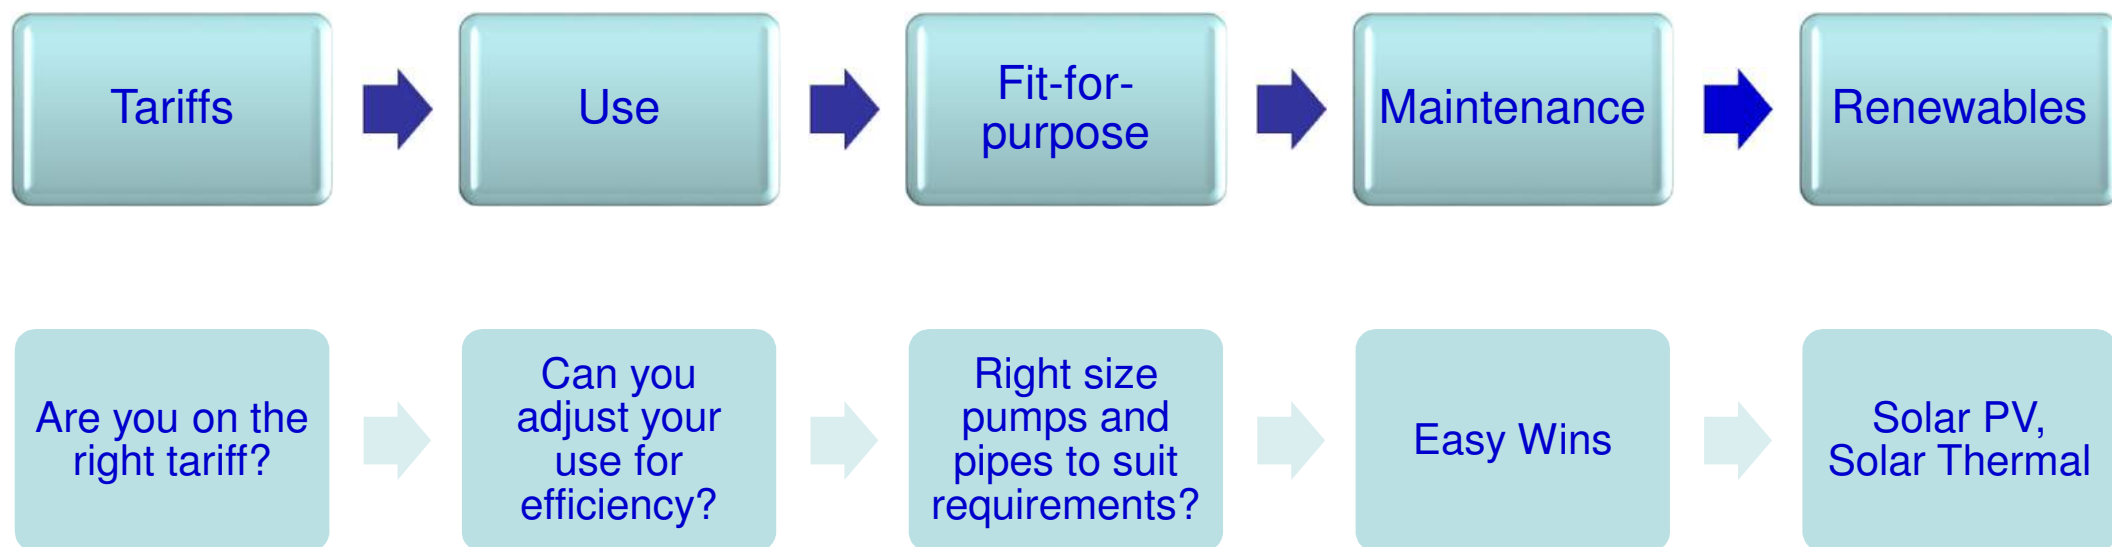 Tariffs
Use
Fit-for-
purpose
Maintenance
Renewables
Are you on the
right tariff?
Can you
adjust your
use for
efficiency?
Right size
pumps and
pipes to suit
requirements?
Easy Wins
Solar PV,
Solar Thermal